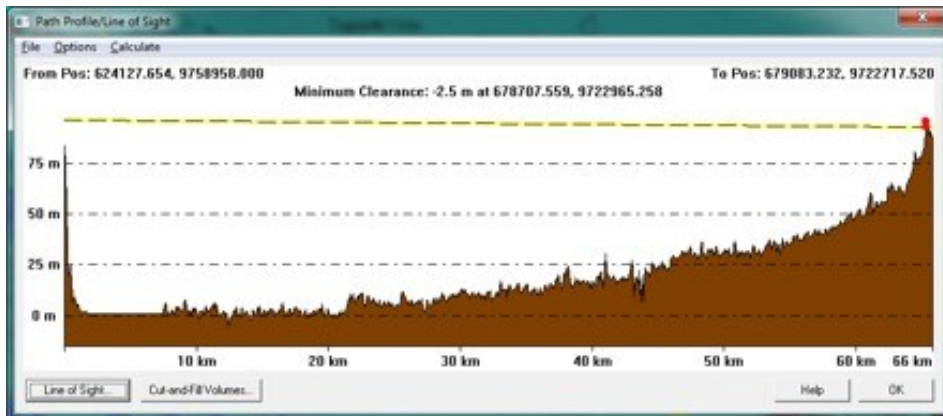 Path Profile/Line of Sight
File Options Calculate
From Pos: 624127.654, 9758958.000
To Pos: 679083.232, 9722717.520
Minimum Clearance: -2.5 m at 678707.559, 9722965.258
75 m
50 m
25 m
0 m
10 km 20 km 30 km 40 km 50 km 60 km 66 km
Line of Sight... Cut-and-Fill Volumes... Help OK